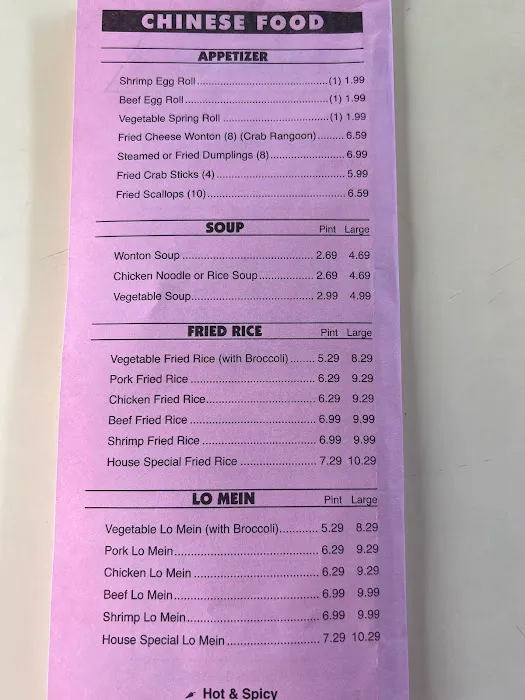 CHINESE FOOD
APPETIZER
Shrimp Egg Roll..............................................(1) 1.99
Beef Egg Roll..................................................(1) 1.99
Vegetable Spring Roll ....................................(1) 1.99
Fried Cheese Wonton (8) (Crab Rangoon)......... 6.59
Steamed or Fried Dumplings (8)......................... 6.99
Fried Crab Sticks (4)............................................ 5.99
Fried Scallops (10)............................................... 6.59
SOUP Pint Large
Wonton Soup ............................................ 2.69 4.69
Chicken Noodle or Rice Soup.................. 2.69 4.69
Vegetable Soup......................................... 2.99 4.99
FRIED RICE Pint Large
Vegetable Fried Rice (with Broccoli)........ 5.29 8.29
Pork Fried Rice ......................................... 6.29 9.29
Chicken Fried Rice.................................... 6.29 9.29
Beef Fried Rice ......................................... 6.99 9.99
Shrimp Fried Rice ..................................... 6.99 9.99
House Special Fried Rice ......................... 7.29 10.29
LO MEIN Pint Large
Vegetable Lo Mein (with Broccoli)............ 5.29 8.29
Pork Lo Mein............................................. 6.29 9.29
Chicken Lo Mein ....................................... 6.29 9.29
Beef Lo Mein............................................. 6.99 9.99
Shrimp Lo Mein......................................... 6.99 9.99
House Special Lo Mein ............................. 7.29 10.29
Hot & Spicy